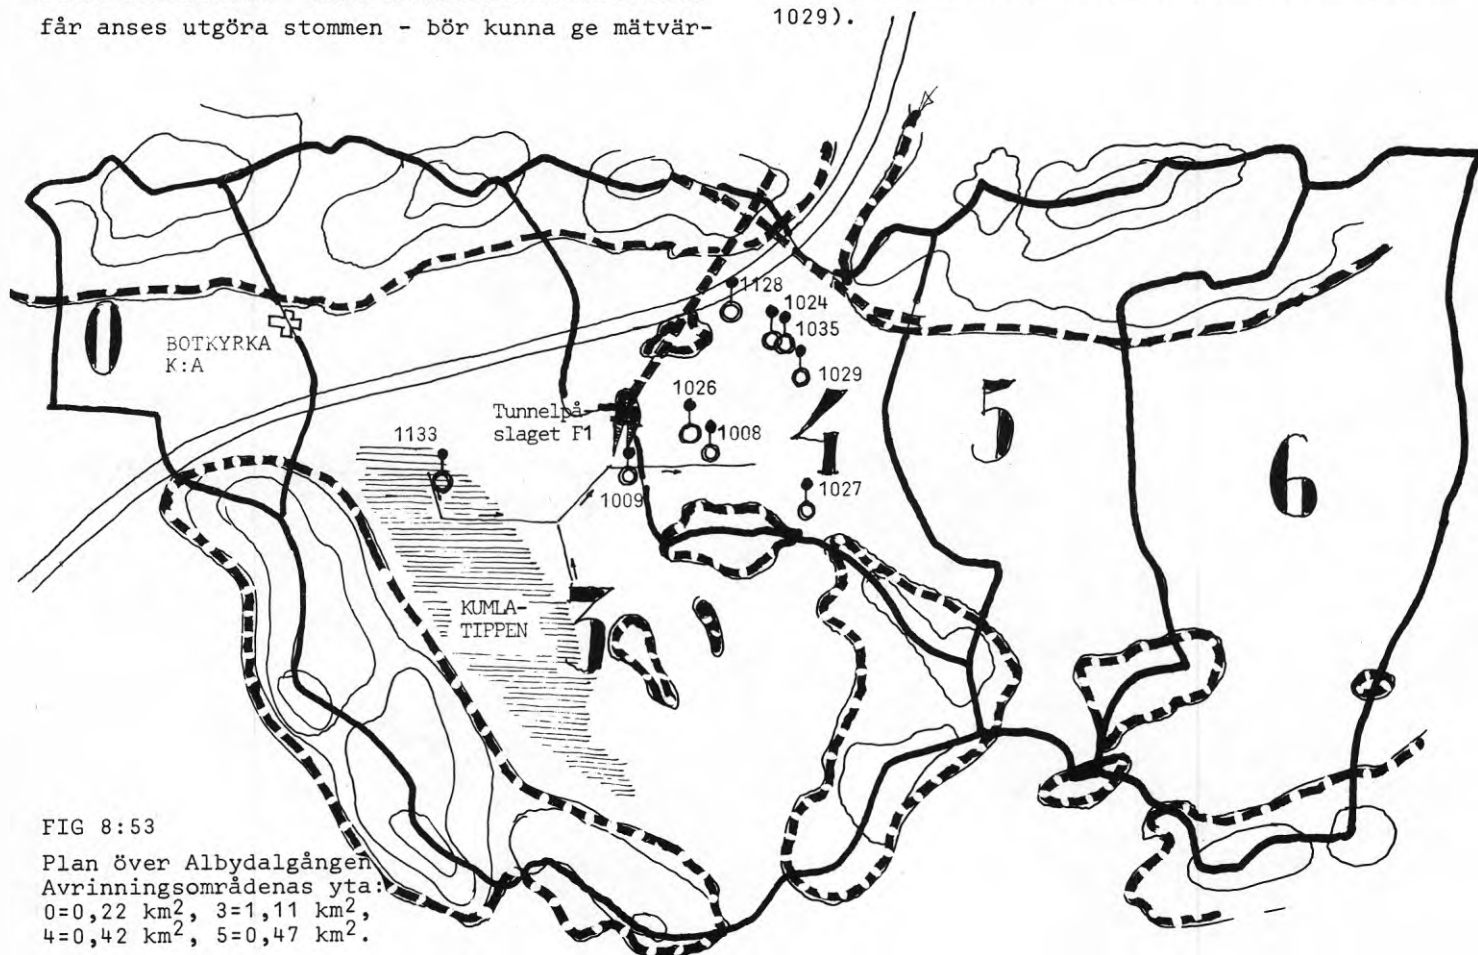 får anses utgöra stommen - bör kunna ge mätvär-
1029).
1128
1024
1035
1029
0
BOTKYRKA
K:A
1026
Tunnelpå-
slaget F1
1008
1133
1009
4
1027
5
6
KUMLA-
TIPPEN
3
FIG 8:53
Plan över Albydalgången
Avrinningsområdenas yta:
0=0,22 km², 3=1,11 km²,
4=0,42 km², 5=0,47 km².